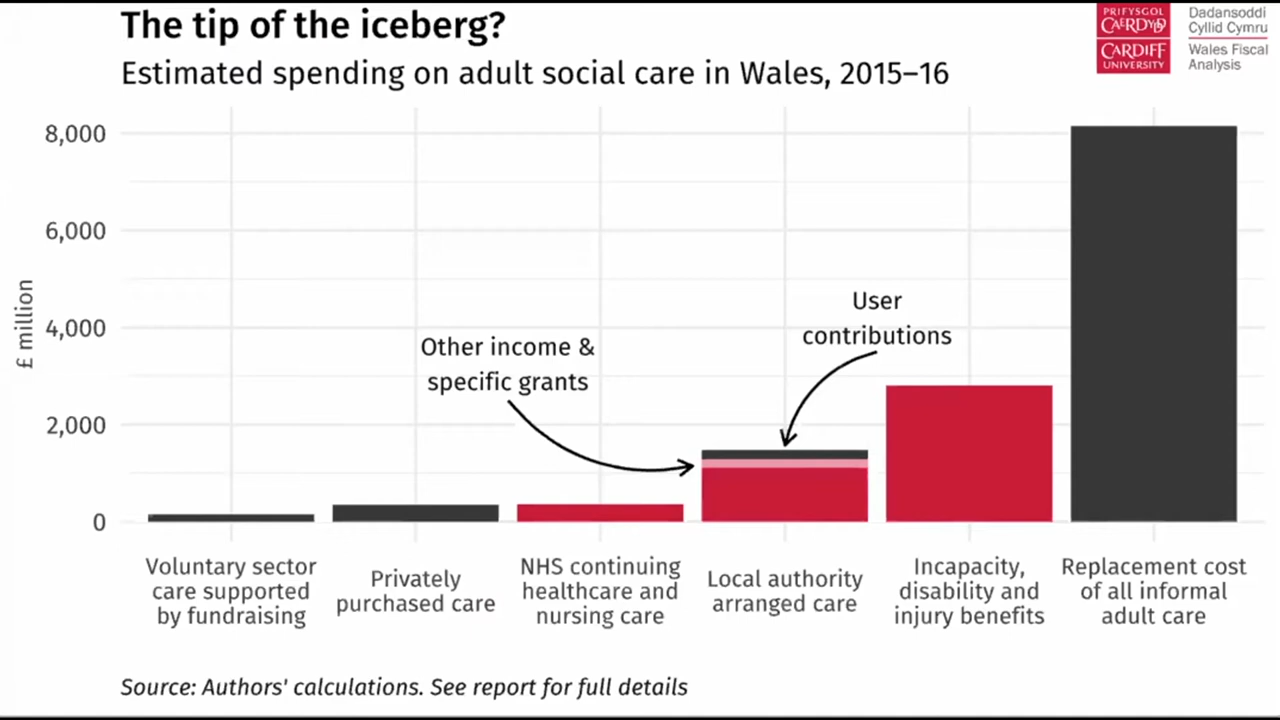 The tip of the iceberg?
Estimated spending on adult social care in Wales, 2015–16
PRIFYSGOL
CAERDYDD
CARDIFF
UNIVERSITY
Dadansoddi
Cyllid Cymru
Wales Fiscal
Analysis
£ million
8,000
6,000
4,000
2,000
0
Other income &
specific grants
User
contributions
Voluntary sector
care supported
by fundraising
Privately
purchased care
NHS continuing
healthcare and
nursing care
Local authority
arranged care
Incapacity,
disability and
injury benefits
Replacement cost
of all informal
adult care
Source: Authors' calculations. See report for full details